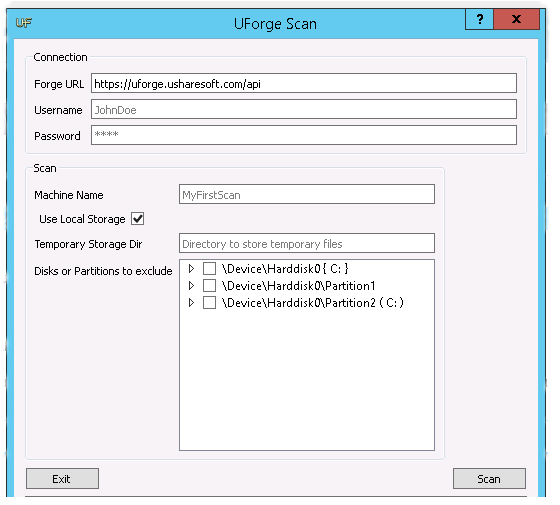 UF UForge Scan ? X
Connection
Forge URL https://uforge.usharesoft.com/api
Username JohnDoe
Password ****
Scan
Machine Name MyFirstScan
Use Local Storage
Temporary Storage Dir Directory to store temporary files
Disks or Partitions to exclude \Device\Harddisk0 { C: }
\Device\Harddisk0\Partition1
\Device\Harddisk0\Partition2 ( C: )
Exit Scan